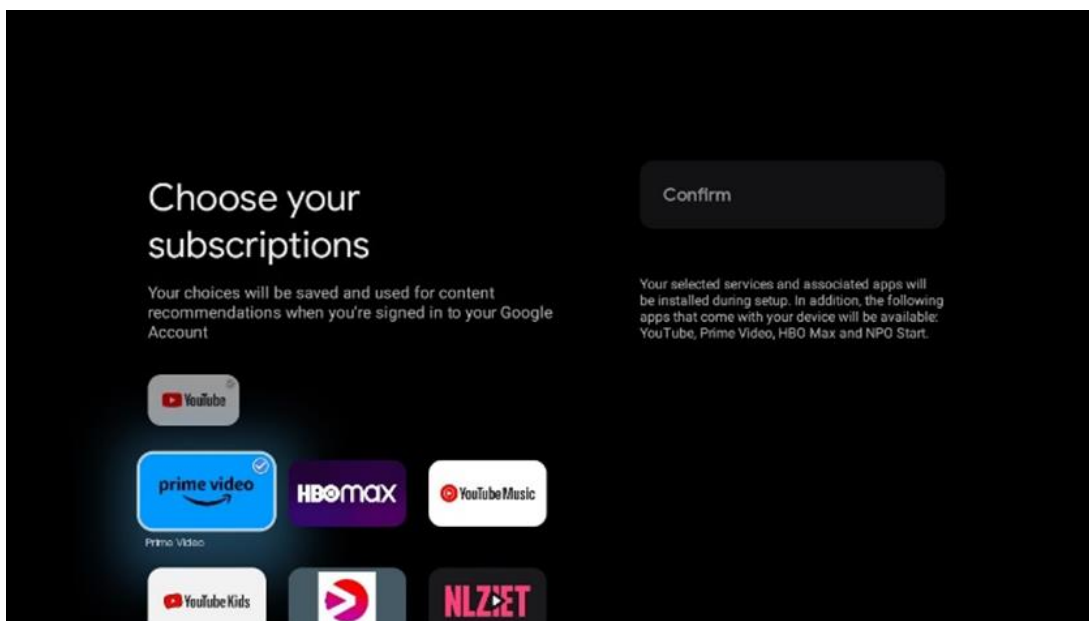 Choose your
subscriptions
Your choices will be saved and used for content
recommendations when you're signed in to your Google
Account
YouTube
prime video
HBOmax
YouTube Music
Prime Video
YouTube Kids
NLZIET
Confirm
Your selected services and associated apps will
be installed during setup. In addition, the following
apps that come with your device will be available:
YouTube, Prime Video, HBO Max and NPO Start.